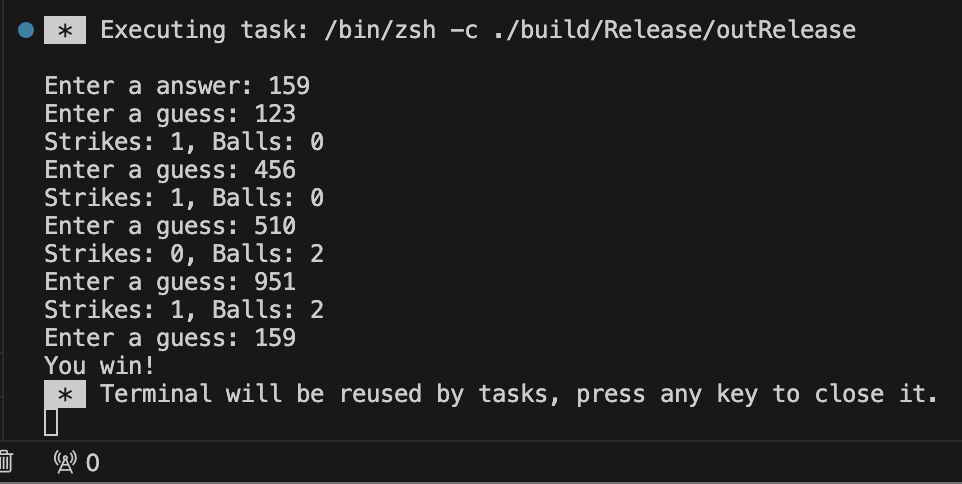 * Executing task: /bin/zsh -c ./build/Release/outRelease
Enter a answer: 159
Enter a guess: 123
Strikes: 1, Balls: 0
Enter a guess: 456
Strikes: 1, Balls: 0
Enter a guess: 510
Strikes: 0, Balls: 2
Enter a guess: 951
Strikes: 1, Balls: 2
Enter a guess: 159
You win!
* Terminal will be reused by tasks, press any key to close it.
0